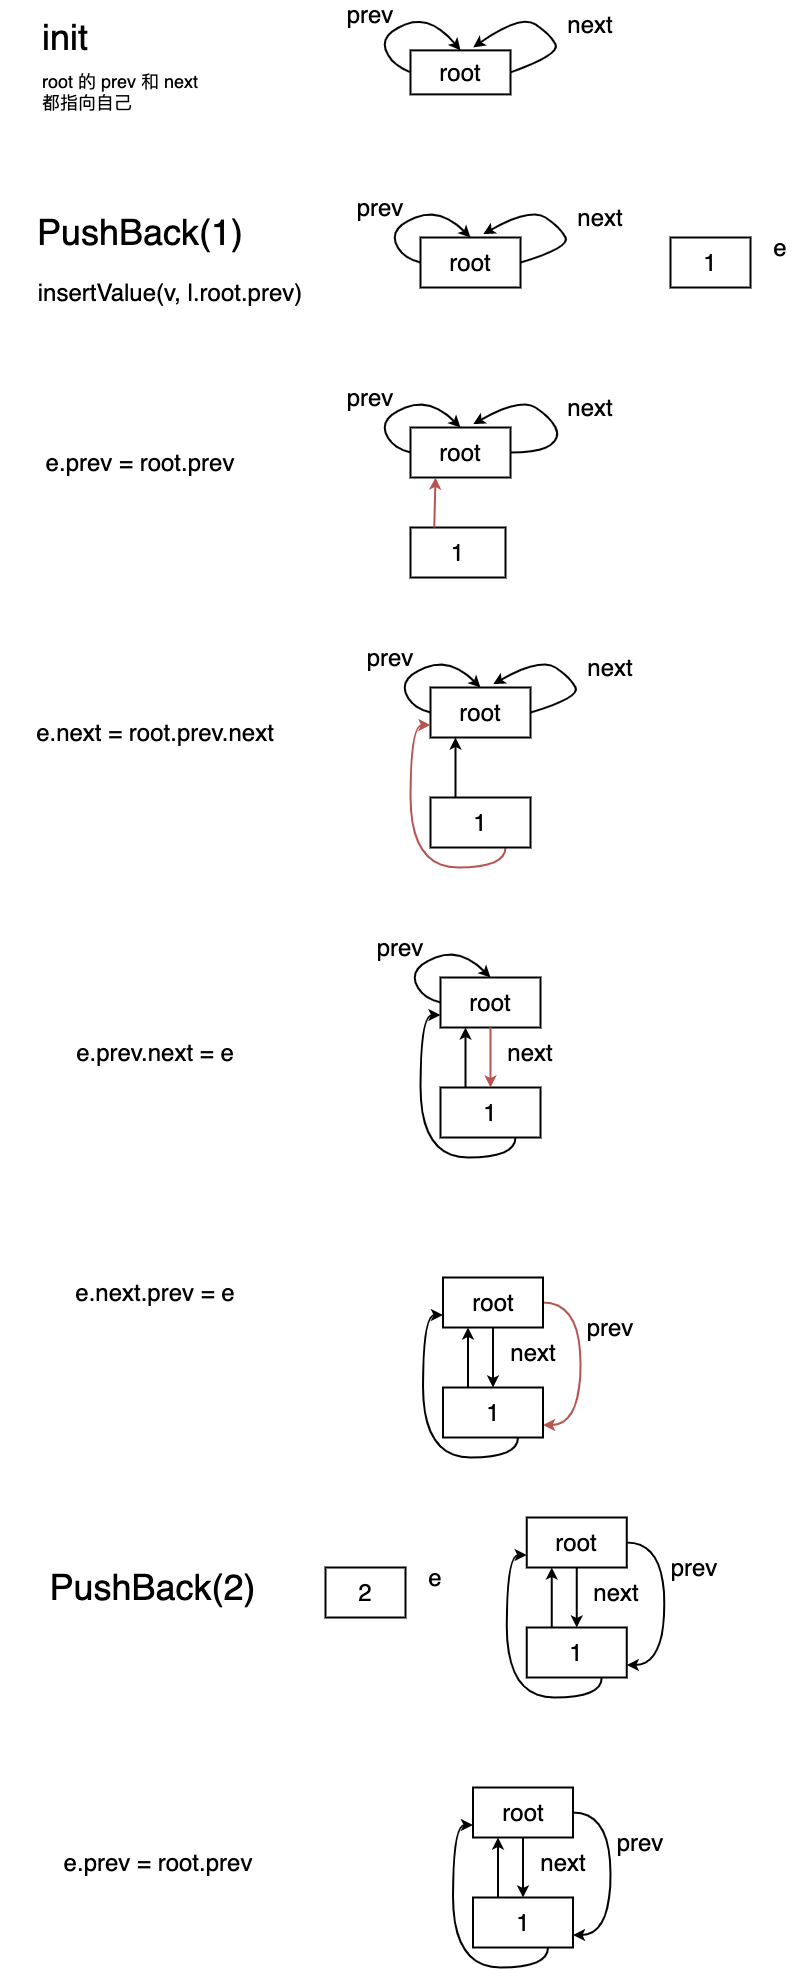 init
root 的 prev 和 next
都指向自己
prev
next
root
PushBack(1)
insertValue(v, l.root.prev)
prev
next
root
1
e
e.prev = root.prev
prev
next
root
1
e.next = root.prev.next
prev
next
root
1
e.prev.next = e
prev
root
next
1
e.next.prev = e
root
prev
next
1
PushBack(2)
2
e
root
prev
next
1
e.prev = root.prev
root
prev
next
1